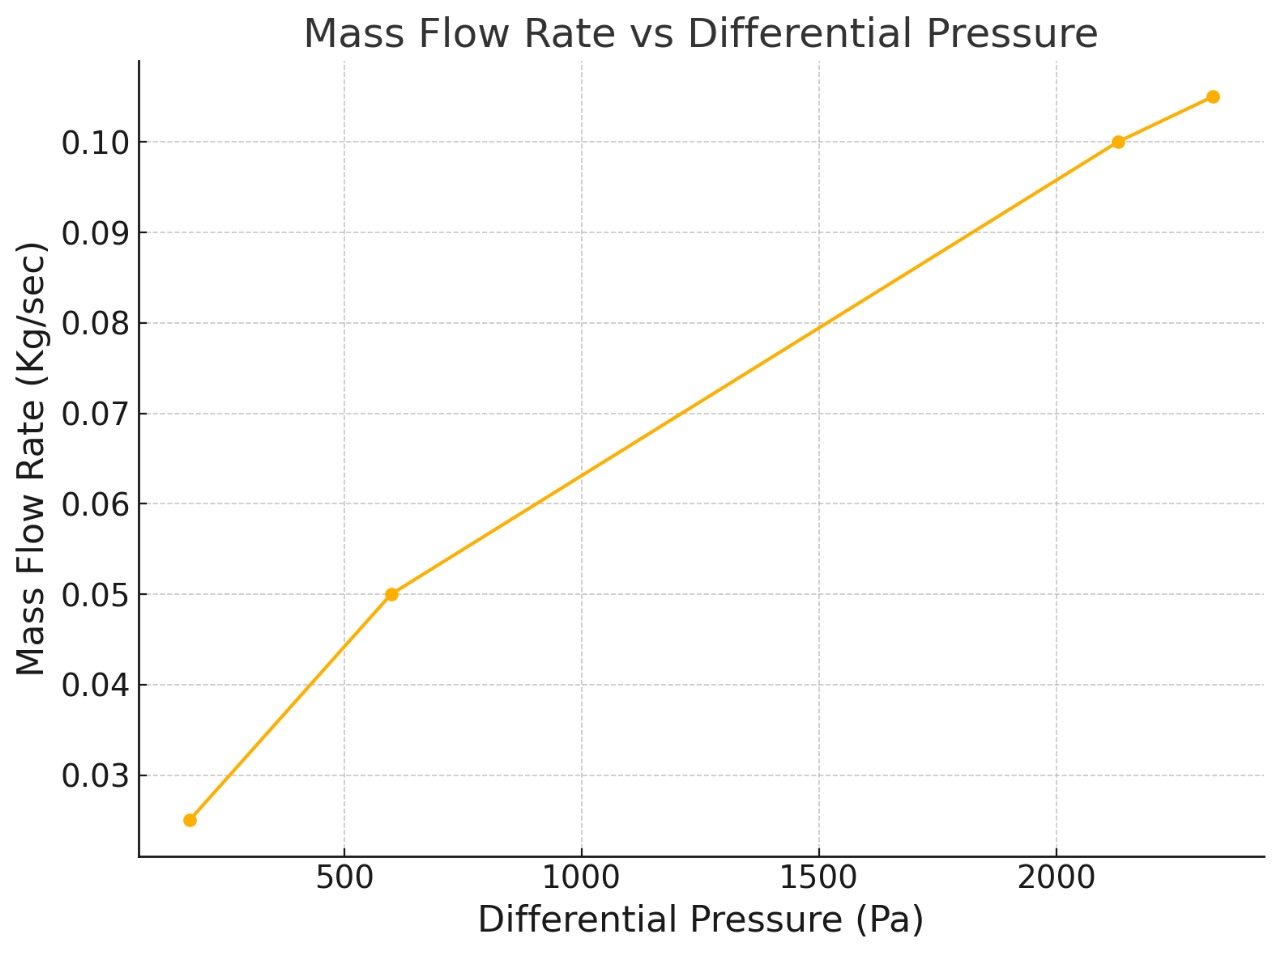 Mass Flow Rate vs Differential Pressure
Mass Flow Rate (Kg/sec)
0.10
0.09
0.08
0.07
0.06
0.05
0.04
0.03
500 1000 1500 2000
Differential Pressure (Pa)